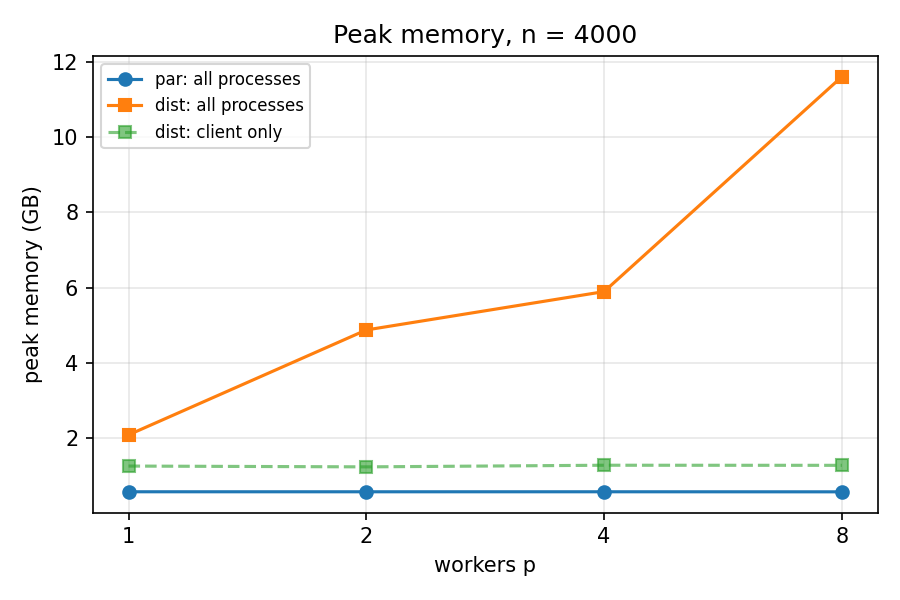 Peak memory, n = 4000
par: all processes
dist: all processes
dist: client only
peak memory (GB)
12
10
8
6
4
2
1 2 4 8
workers p